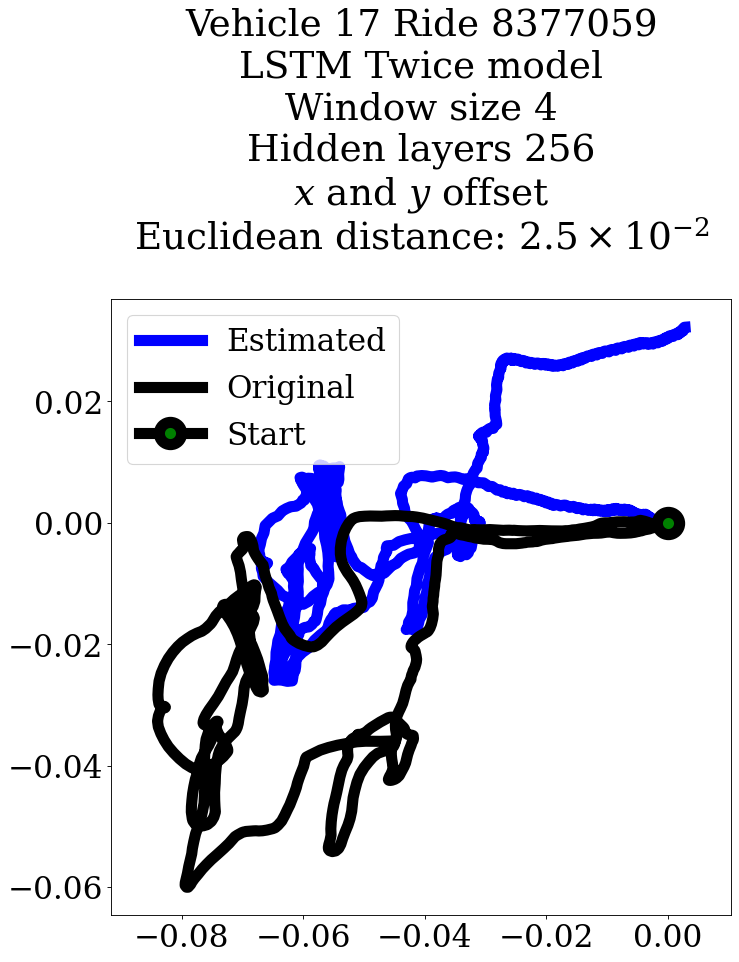 Vehicle 17 Ride 8377059
LSTM Twice model
Window size 4
Hidden layers 256
x and y offset
Euclidean distance: 2.5 × 10⁻²
Estimated
Original
Start
0.02
0.00
−0.02
−0.04
−0.06
−0.08 −0.06 −0.04 −0.02 0.00